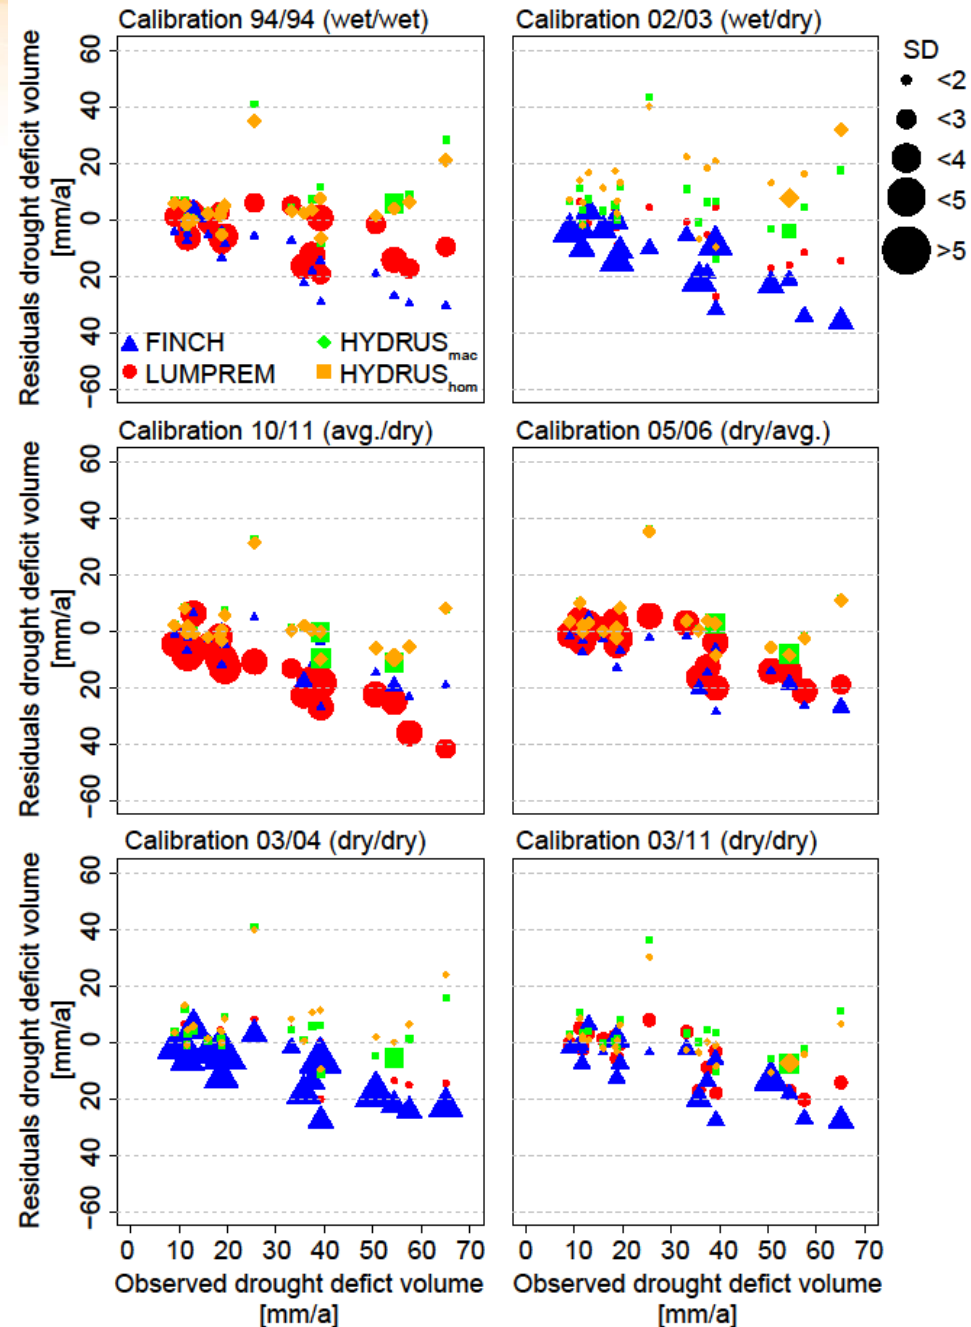 Calibration 94/94 (wet/wet)
Calibration 02/03 (wet/dry)
SD
<2
<3
<4
<5
>5
Residuals drought deficit volume
[mm/a]
60
40
20
0
20
40
−60
FINCH
LUMPREM
HYDRUSmac
HYDRUShom
Calibration 10/11 (avg./dry)
Calibration 05/06 (dry/avg.)
Residuals drought deficit volume
[mm/a]
60
40
20
0
20
40
−60
Calibration 03/04 (dry/dry)
Calibration 03/11 (dry/dry)
Residuals drought deficit volume
[mm/a]
60
40
20
0
20
40
−60
0 10 20 30 40 50 60 70
0 10 20 30 40 50 60 70
Observed drought defict volume
[mm/a]
Observed drought defict volume
[mm/a]